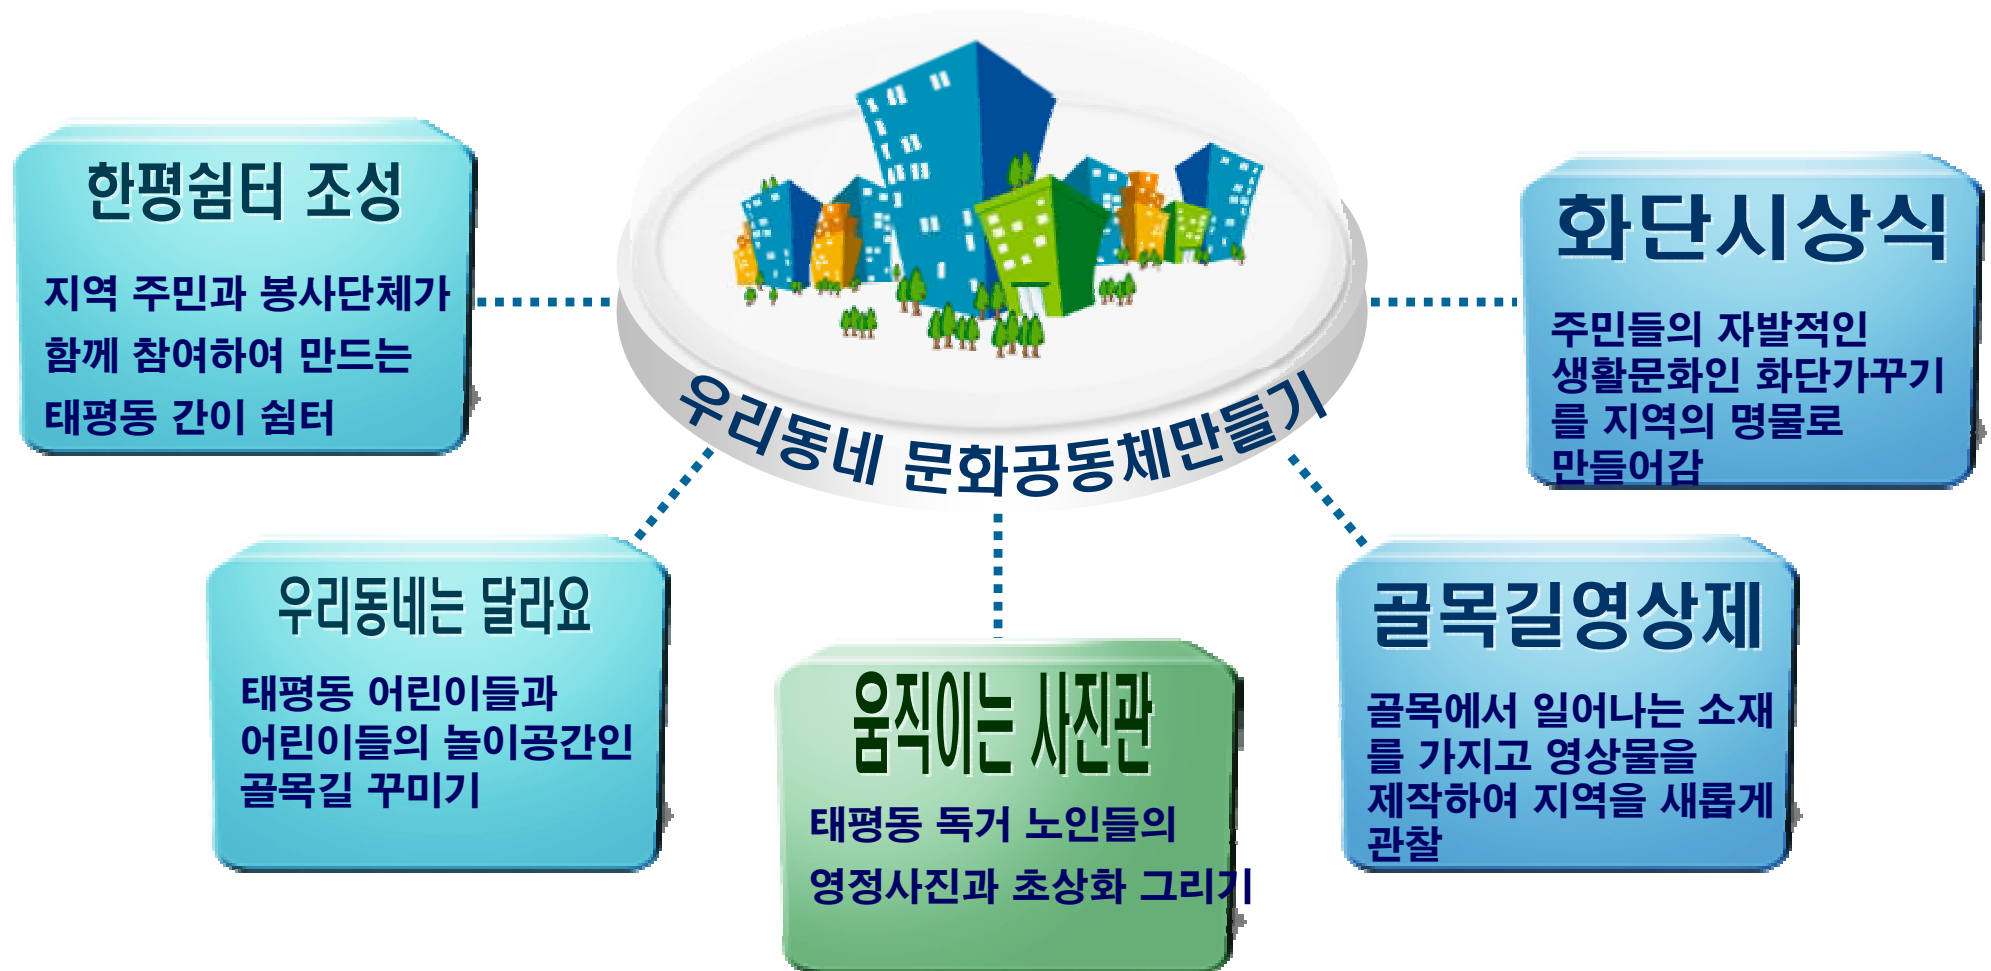 우리동네 문화공동체만들기
한평쉼터 조성
지역 주민과 봉사단체가
함께 참여하여 만드는
태평동 간이 쉼터
우리동네는 달라요
태평동 어린이들과
어린이들의 놀이공간인
골목길 꾸미기
움직이는 사진관
태평동 독거 노인들의
영정사진과 초상화 그리기
골목길영상제
골목에서 일어나는 소재
를 가지고 영상물을
제작하여 지역을 새롭게
관찰
화단시상식
주민들의 자발적인
생활문화인 화단가꾸기
를 지역의 명물로
만들어감